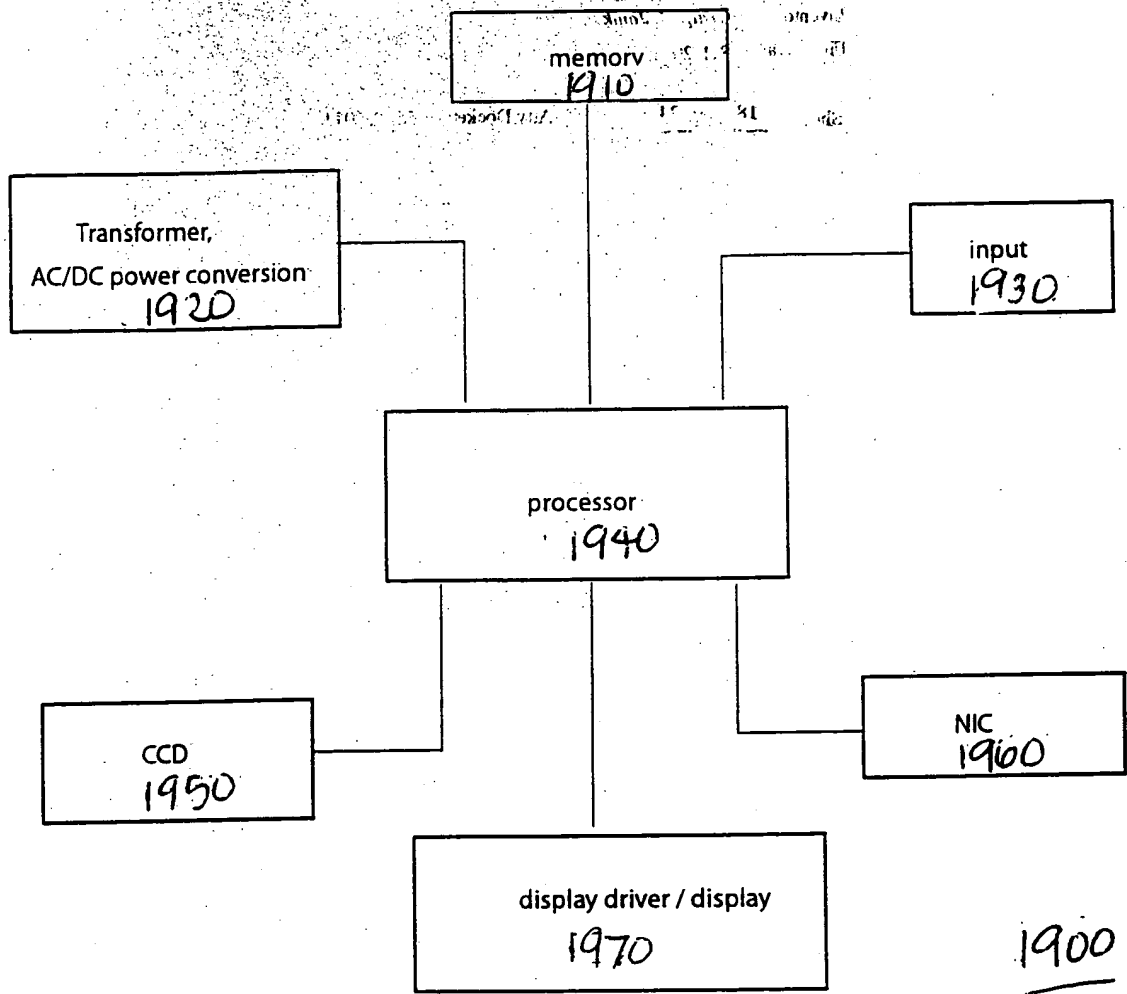 memory
1910
Transformer,
AC/DC power conversion
1920
input
1930
processor
1940
CCD
1950
NIC
1960
display driver / display
1970
1900